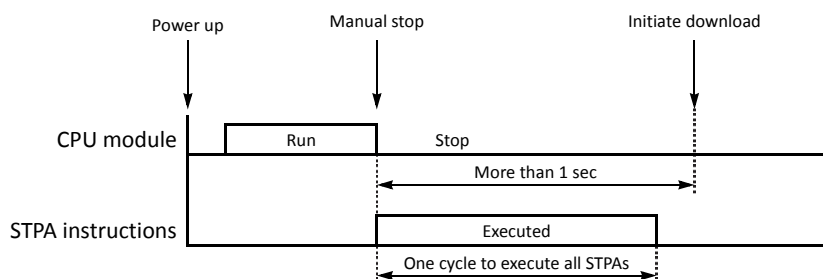 Power up Manual stop Initiate download
CPU module Run Stop
More than 1 sec
STPA instructions Executed
One cycle to execute all STPAs